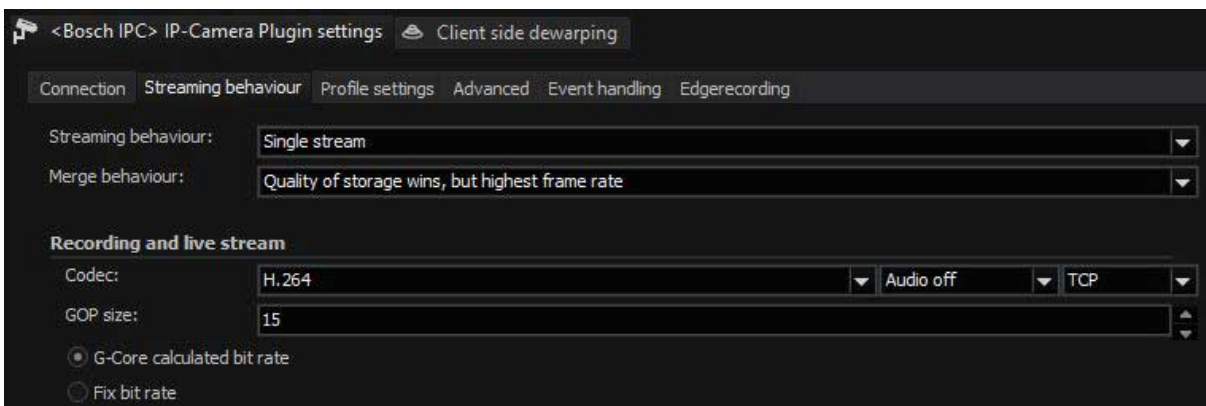 <Bosch IPC> IP-Camera Plugin settings Client side dewarping
Connection Streaming behaviour Profile settings Advanced Event handling Edgerecording
Streaming behaviour: Single stream
Merge behaviour: Quality of storage wins, but highest frame rate
Recording and live stream
Codec: H.264 Audio off TCP
GOP size: 15
G-Core calculated bit rate
Fix bit rate